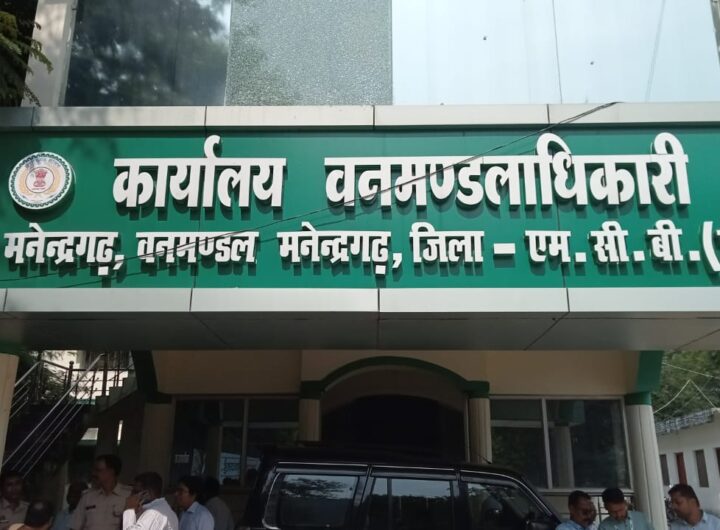 कार्यालय वनमण्डलाधिकारी
मनेन्द्रगढ़, वनमण्डल मनेन्द्रगढ़, जिला - एम. सी. बी. (